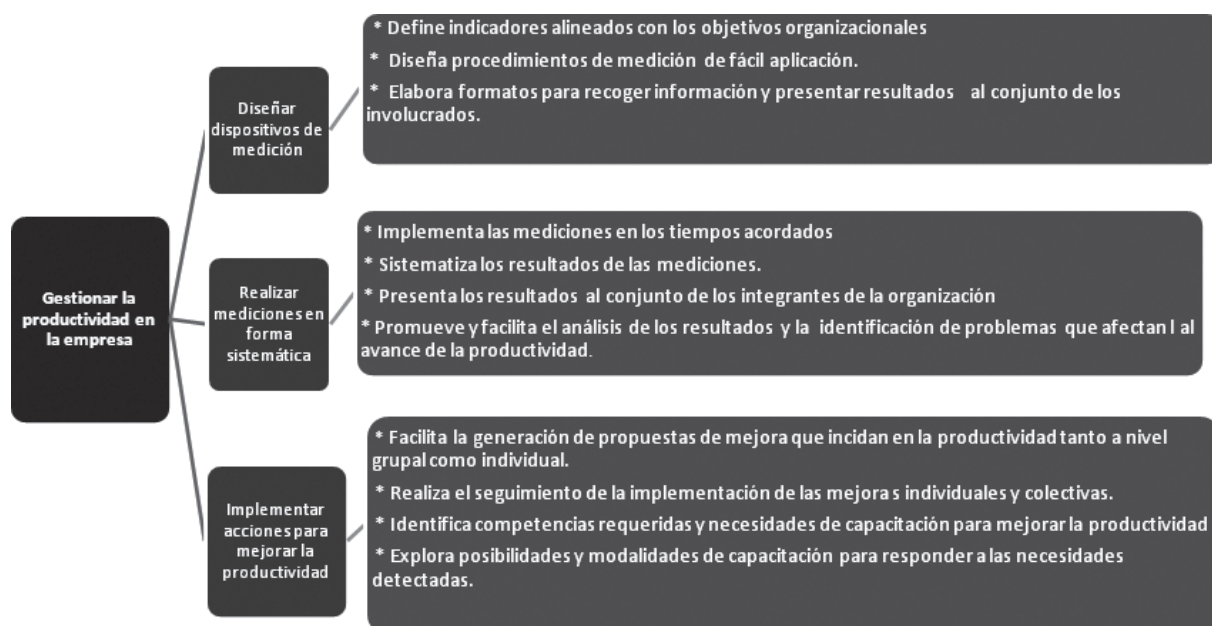 Gestionar la
productividad en
la empresa
Diseñar
dispositivos de
medición
* Define indicadores alineados con los objetivos organizacionales
* Diseña procedimientos de medición de fácil aplicación.
* Elabora formatos para recoger información y presentar resultados al conjunto de los
involucrados.
Realizar
mediciones en
forma
sistemática
* Implementa las mediciones en los tiempos acordados
* Sistematiza los resultados de las mediciones.
* Presenta los resultados al conjunto de los integrantes de la organización
* Promueve y facilita el análisis de los resultados y la identificación de problemas que afectan l al
avance de la productividad.
Implementar
acciones para
mejorar la
productividad
* Facilita la generación de propuestas de mejora que incidan en la productividad tanto a nivel
grupal como individual.
* Realiza el seguimiento de la implementación de las mejora s individuales y colectivas.
* Identifica competencias requeridas y necesidades de capacitación para mejorar la productividad
* Explora posibilidades y modalidades de capacitación para responder a las necesidades
detectadas.